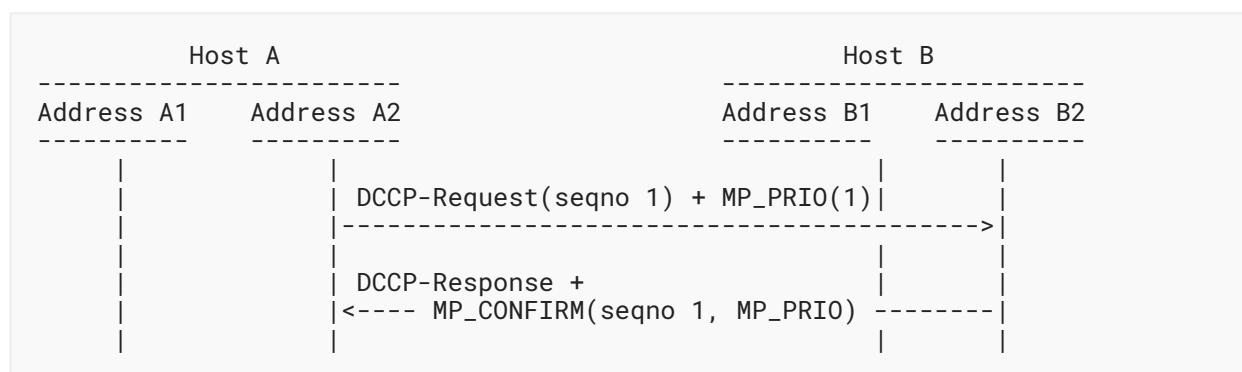 Host A Host B
------------------------ ------------------------
Address A1 Address A2 Address B1 Address B2
---------- ---------- ---------- ----------
| | | |
| | DCCP-Request(seqno 1) + MP_PRIO(1)| |
| |------------------------------------------>|
| | | |
| | DCCP-Response + | |
| |<---- MP_CONFIRM(seqno 1, MP_PRIO) --------|
| | | |